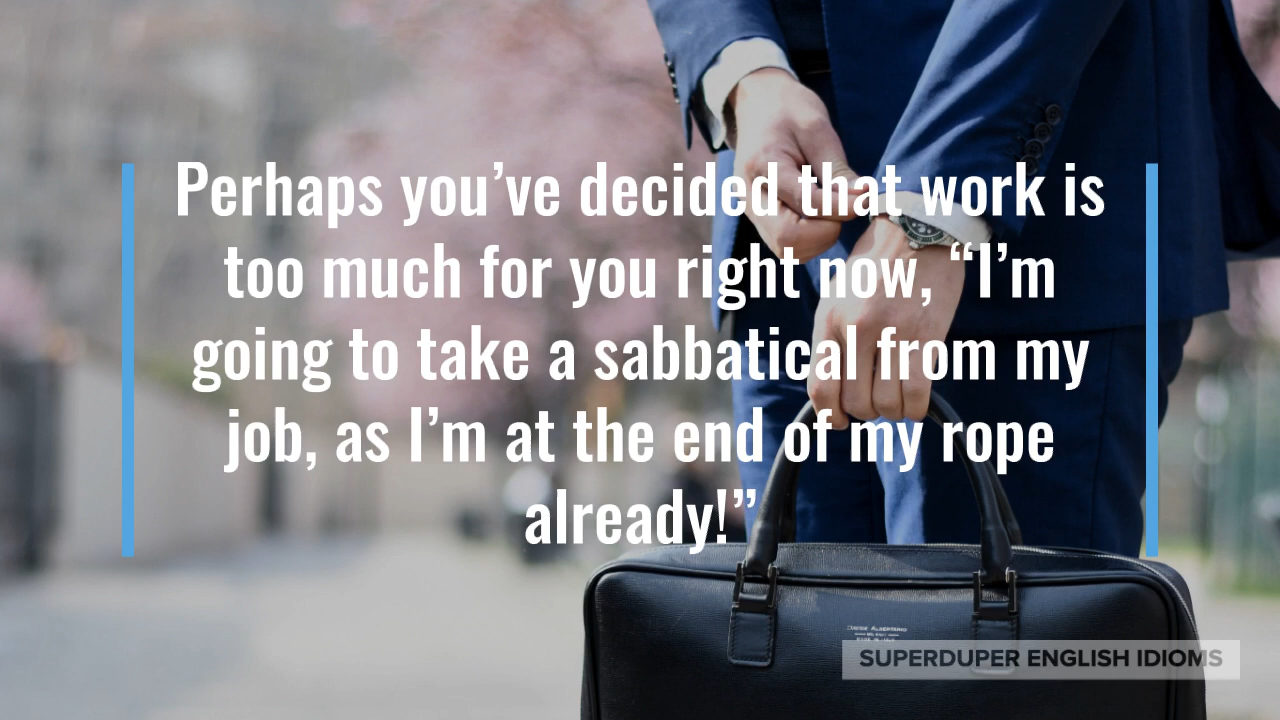 Perhaps you’ve decided that work is
too much for you right now, “I’m
going to take a sabbatical from my
job, as I’m at the end of my rope
already!”
SUPERDUPER ENGLISH IDIOMS